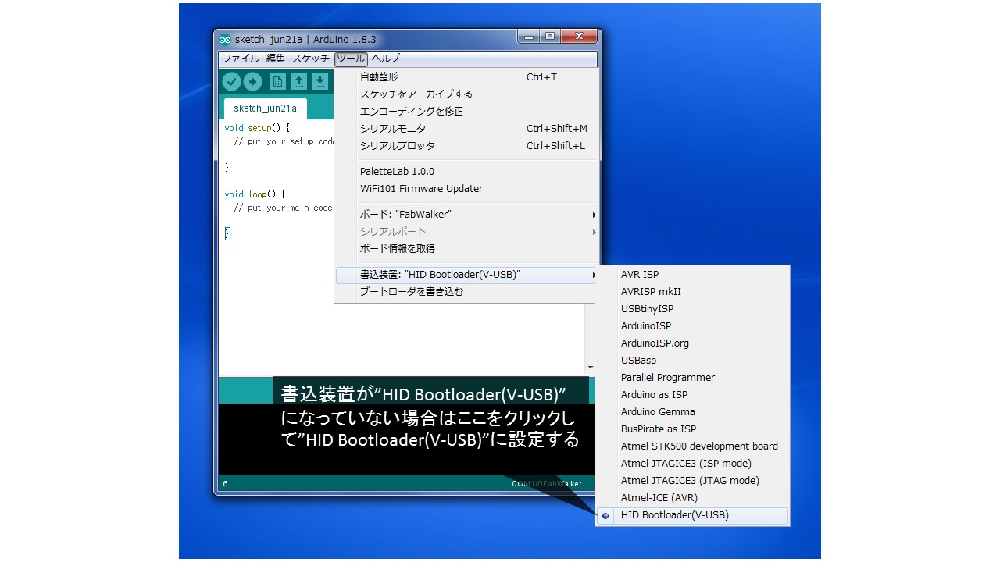 sketch_jun21a | Arduino 1.8.3
ファイル 編集 スケッチ ツール ヘルプ
自動整形 Ctrl+T
スケッチをアーカイブする
エンコーディングを修正
シリアルモニタ Ctrl+Shift+M
シリアルプロッタ Ctrl+Shift+L
PaletteLab 1.0.0
WiFi101 Firmware Updater
ボード: "FabWalker"
シリアルポート
ボード情報を取得
書込装置: "HID Bootloader(V-USB)"
ブートローダを書き込む
sketch_jun21a
void setup() {
// put your setup code
}
void loop() {
// put your main code
}
AVR ISP
AVRISP mkII
USBtinyISP
ArduinoISP
ArduinoISP.org
USBasp
Parallel Programmer
Arduino as ISP
Arduino Gemma
BusPirate as ISP
Atmel STK500 development board
Atmel JTAGICE3 (ISP mode)
Atmel JTAGICE3 (JTAG mode)
Atmel-ICE (AVR)
HID Bootloader(V-USB)
書込装置が”HID Bootloader(V-USB)”
になっていない場合はここをクリックし
て”HID Bootloader(V-USB)”に設定する
6 COM1のFabWalker